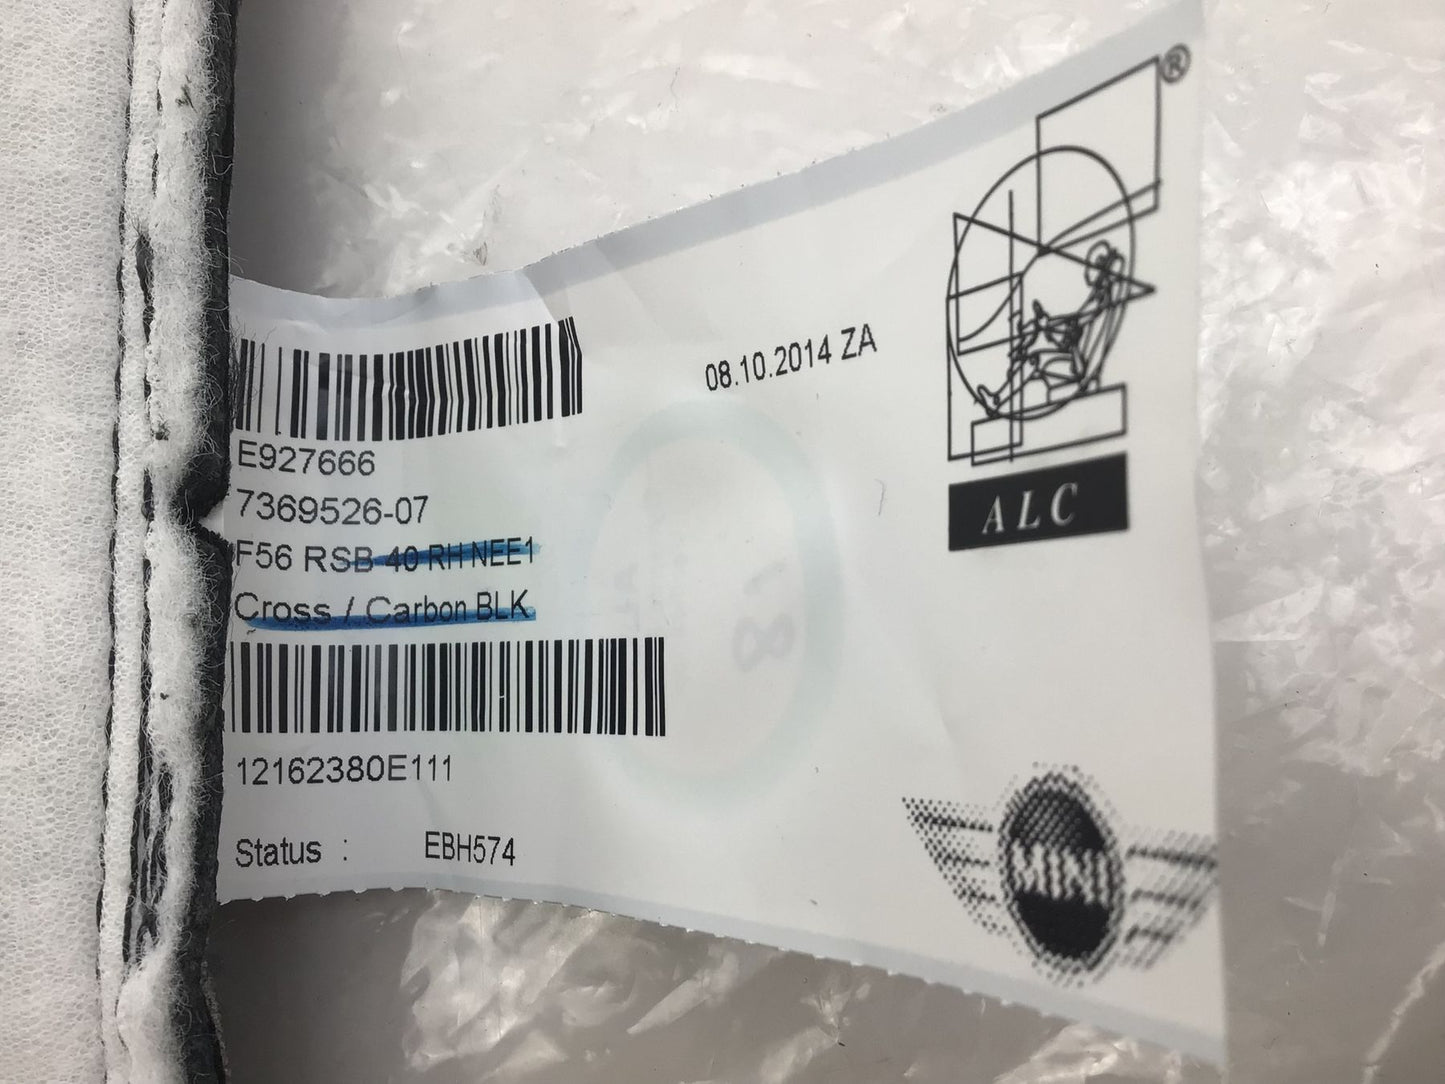 E927666
7369526-07
F56 RSB 40 RH NEE1
Cross / Carbon BLK
12162380E111
Status : EBH574
08.10.2014 ZA
®
ALC
MINI